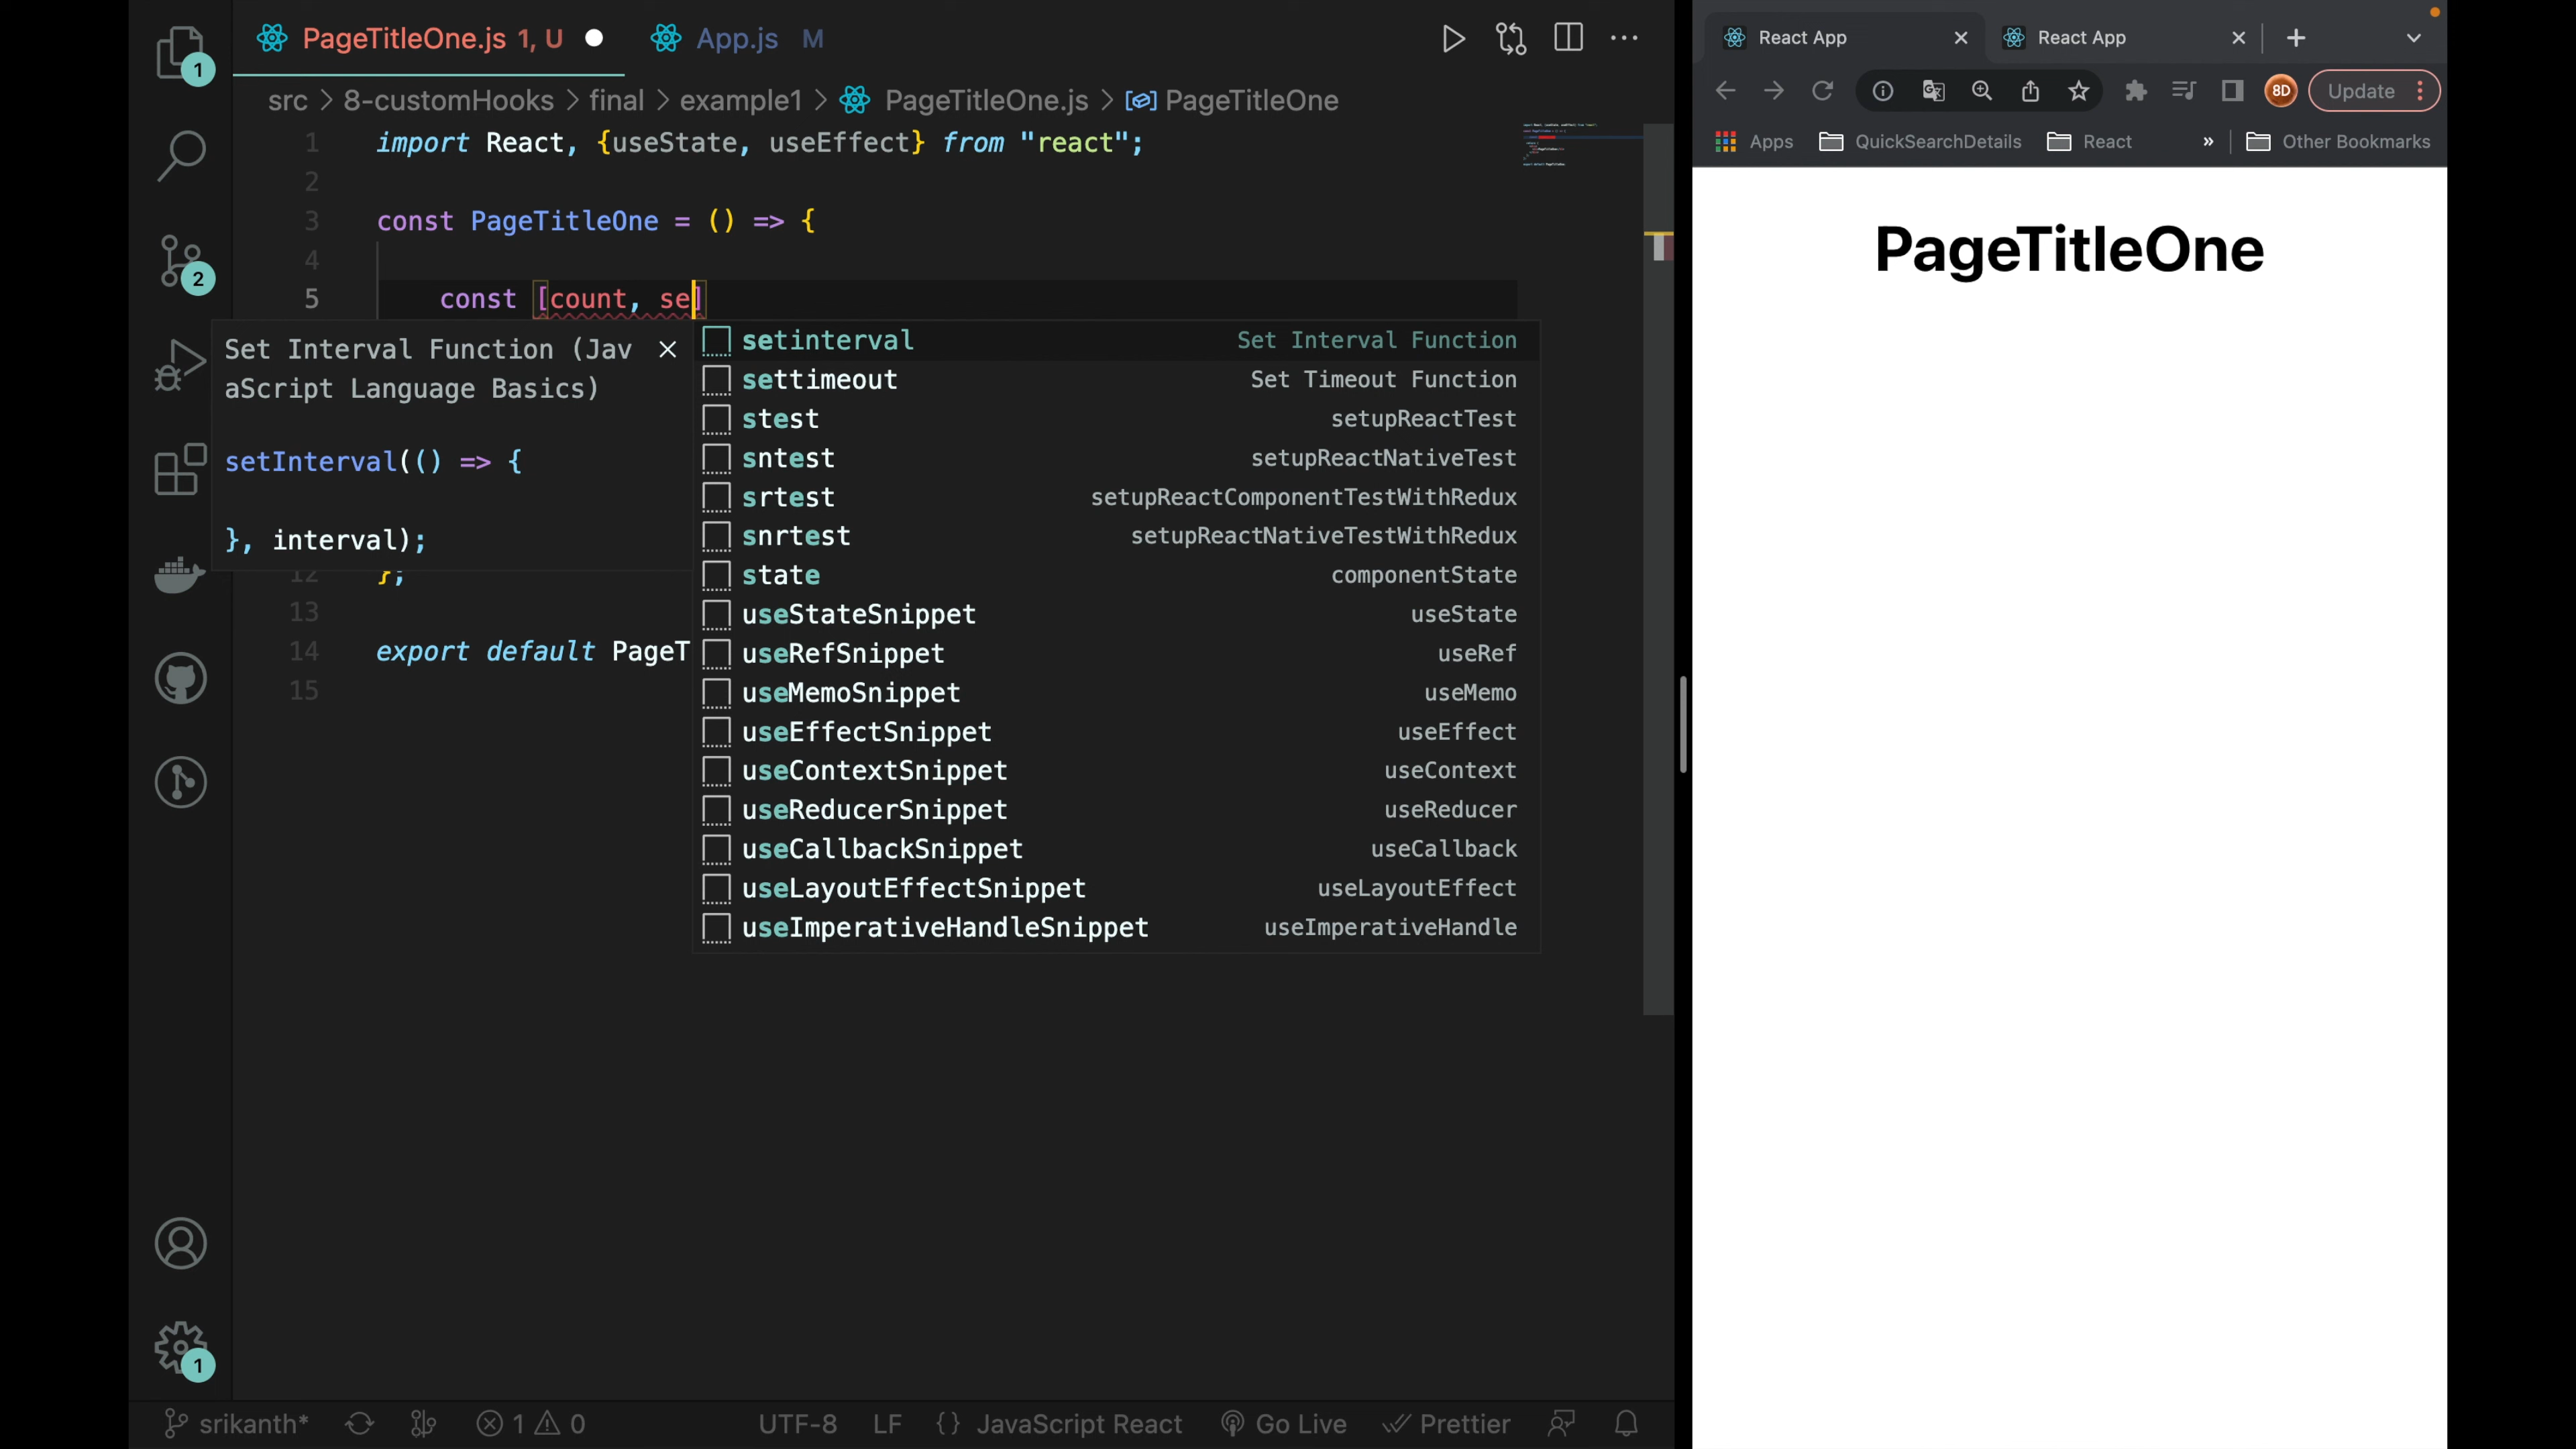 PageTitleOne.js 1, U App.js M
src > 8-customHooks > final > example1 > PageTitleOne.js > PageTitleOne
1 import React, {useState, useEffect} from "react";
2
3 const PageTitleOne = () => {
4
5 const [count, se]
Set Interval Function (Jav
aScript Language Basics)
setInterval(() => {
}, interval);
setinterval Set Interval Function
settimeout Set Timeout Function
stest setupReactTest
sntest setupReactNativeTest
srtest setupReactComponentTestWithRedux
snrtest setupReactNativeTestWithRedux
state componentState
useStateSnippet useState
useRefSnippet useRef
useMemoSnippet useMemo
useEffectSnippet useEffect
useContextSnippet useContext
useReducerSnippet useReducer
useCallbackSnippet useCallback
useLayoutEffectSnippet useLayoutEffect
useImperativeHandleSnippet useImperativeHandle
12 };
13
14 export default PageT
15
1
2
1
srikanth* 1 0 UTF-8 LF {} JavaScript React Go Live Prettier
React App React App
8D Update
Apps QuickSearchDetails React » Other Bookmarks
PageTitleOne